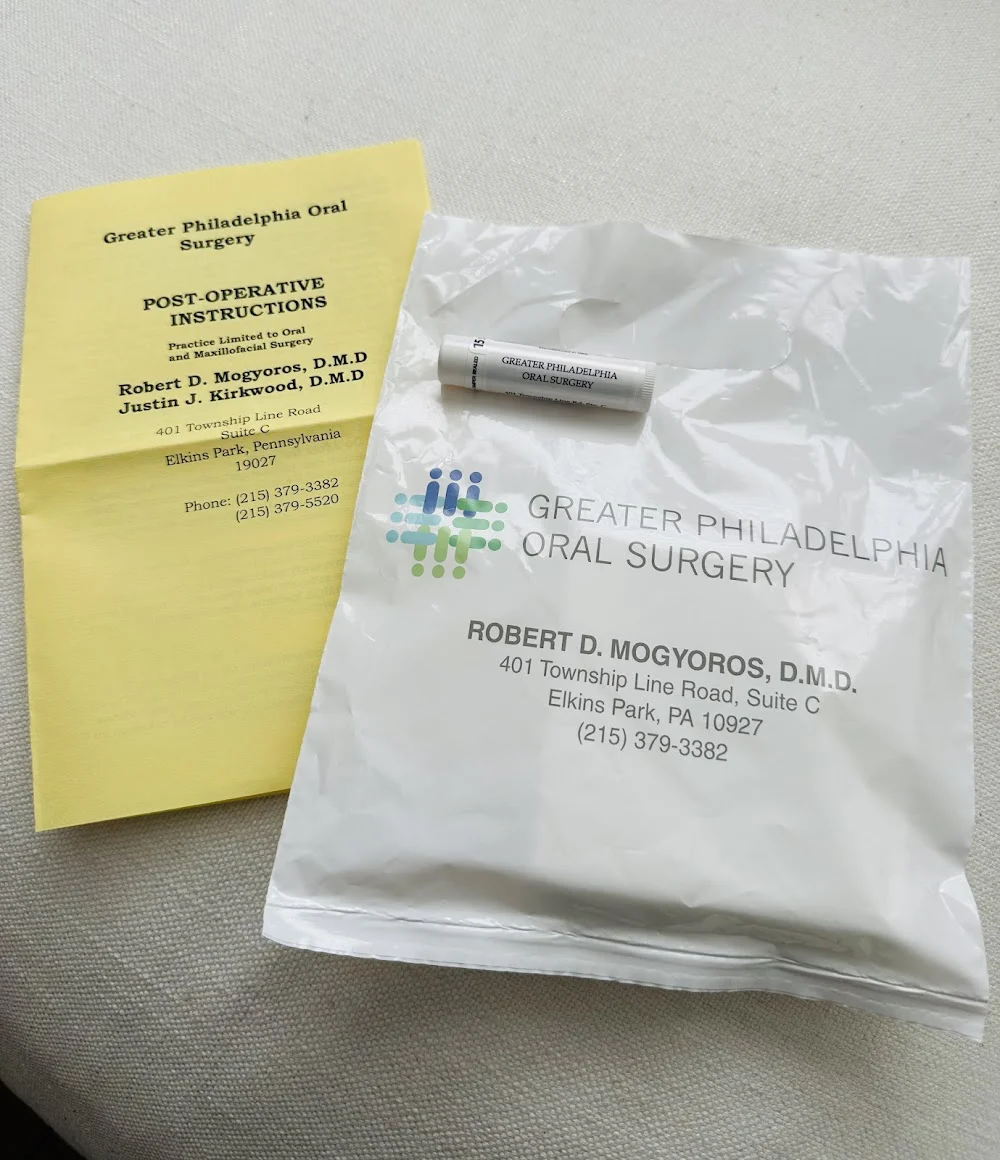 Greater Philadelphia Oral
Surgery
POST-OPERATIVE
INSTRUCTIONS
Practice Limited to Oral
and Maxillofacial Surgery
Robert D. Mogyoros, D.M.D
Justin J. Kirkwood, D.M.D
401 Township Line Road
Suite C
Elkins Park, Pennsylvania
19027
Phone: (215) 379-3382
(215) 379-5520
15
GREATER PHILADELPHIA
ORAL SURGERY
GREATER PHILADELPHIA
ORAL SURGERY
ROBERT D. MOGYOROS, D.M.D.
401 Township Line Road, Suite C
Elkins Park, PA 10927
(215) 379-3382